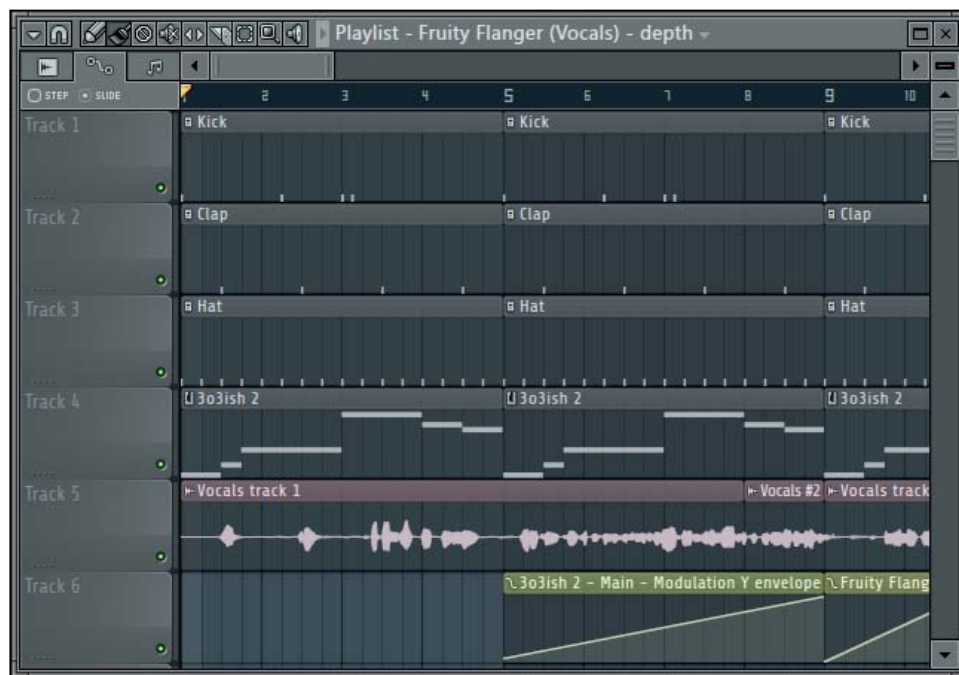 Playlist - Fruity Flanger (Vocals) - depth
STEP SLIDE 2 3 4 5 6 7 8 9 10
Track 1 Kick Kick Kick
Track 2 Clap Clap Clap
Track 3 Hat Hat Hat
Track 4 3o3ish 2 3o3ish 2 3o3ish 2
Track 5 Vocals track 1 Vocals #2 Vocals track
Track 6 3o3ish 2 - Main - Modulation Y envelope Fruity Flang